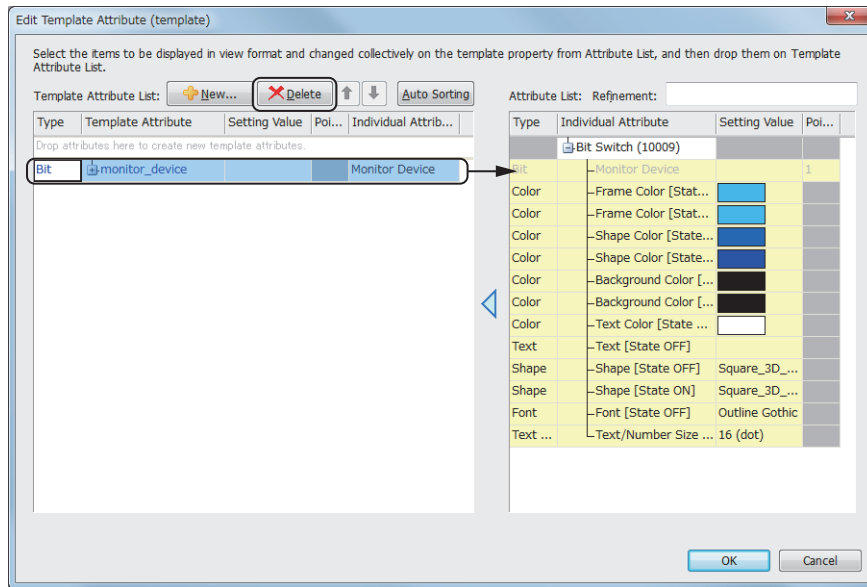 Edit Template Attribute (template)
Select the items to be displayed in view format and changed collectively on the template property from Attribute List, and then drop them on Template
Attribute List.
Template Attribute List: New... Delete Auto Sorting Attribute List: Refinement:
Type Template Attribute Setting Value Poi... Individual Attrib...
Drop attributes here to create new template attributes.
Bit monitor_device Monitor Device
Type Individual Attribute Setting Value Poi...
Bit Switch (10009)
Bit Monitor Device 1
Color Frame Color [Stat...
Color Frame Color [Stat...
Color Shape Color [State...
Color Shape Color [State...
Color Background Color [...
Color Background Color [...
Color Text Color [State ...
Text Text [State OFF]
Shape Shape [State OFF] Square_3D_...
Shape Shape [State ON] Square_3D_...
Font Font [State OFF] Outline Gothic
Text ... Text/Number Size ... 16 (dot)
OK Cancel